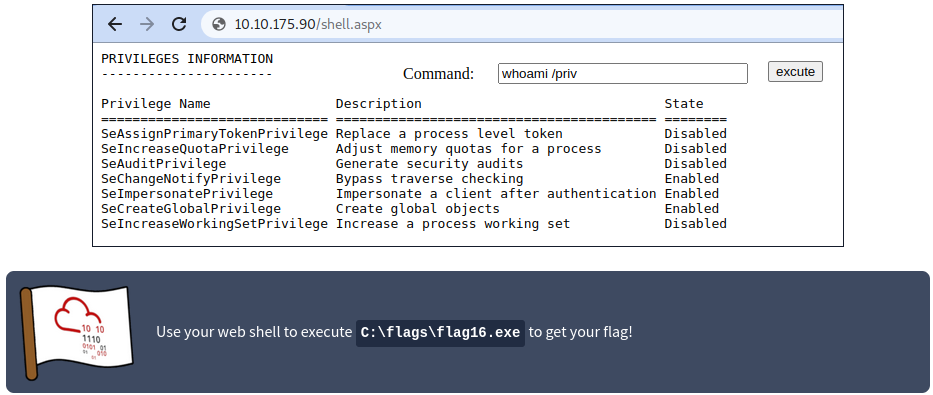 10.10.175.90/shell.aspx
PRIVILEGES INFORMATION
----------------------
Command: whoami /priv excute
Privilege Name Description State
============================= ========================================= ========
SeAssignPrimaryTokenPrivilege Replace a process level token Disabled
SeIncreaseQuotaPrivilege Adjust memory quotas for a process Disabled
SeAuditPrivilege Generate security audits Disabled
SeChangeNotifyPrivilege Bypass traverse checking Enabled
SeImpersonatePrivilege Impersonate a client after authentication Enabled
SeCreateGlobalPrivilege Create global objects Enabled
SeIncreaseWorkingSetPrivilege Increase a process working set Disabled
10 10
1110
0101 01
01 010
01
Use your web shell to execute C:\flags\flag16.exe to get your flag!